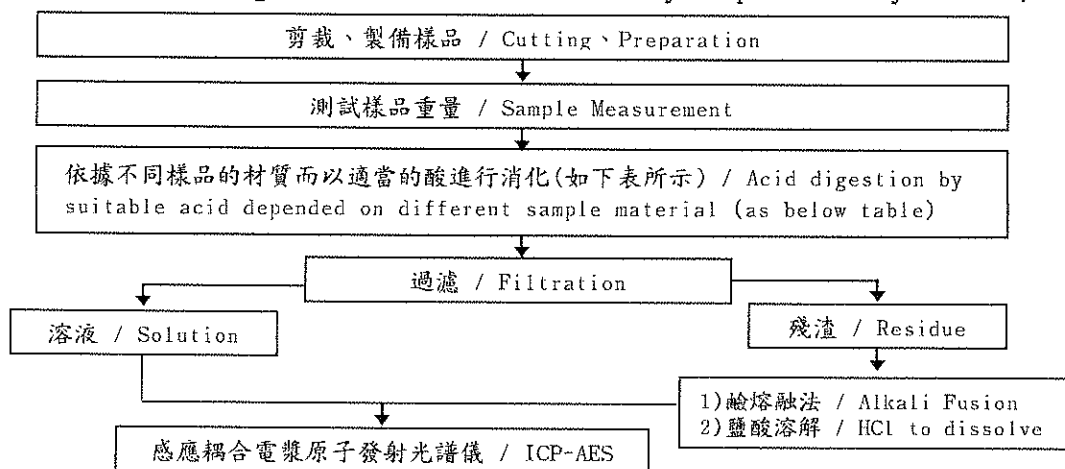 剪裁、製備樣品 / Cutting、Preparation
測試樣品重量 / Sample Measurement
依據不同樣品的材質而以適當的酸進行消化(如下表所示) / Acid digestion by
suitable acid depended on different sample material (as below table)
過濾 / Filtration
溶液 / Solution
殘渣 / Residue
1)鹼熔融法 / Alkali Fusion
2)鹽酸溶解 / HCl to dissolve
感應耦合電漿原子發射光譜儀 / ICP-AES